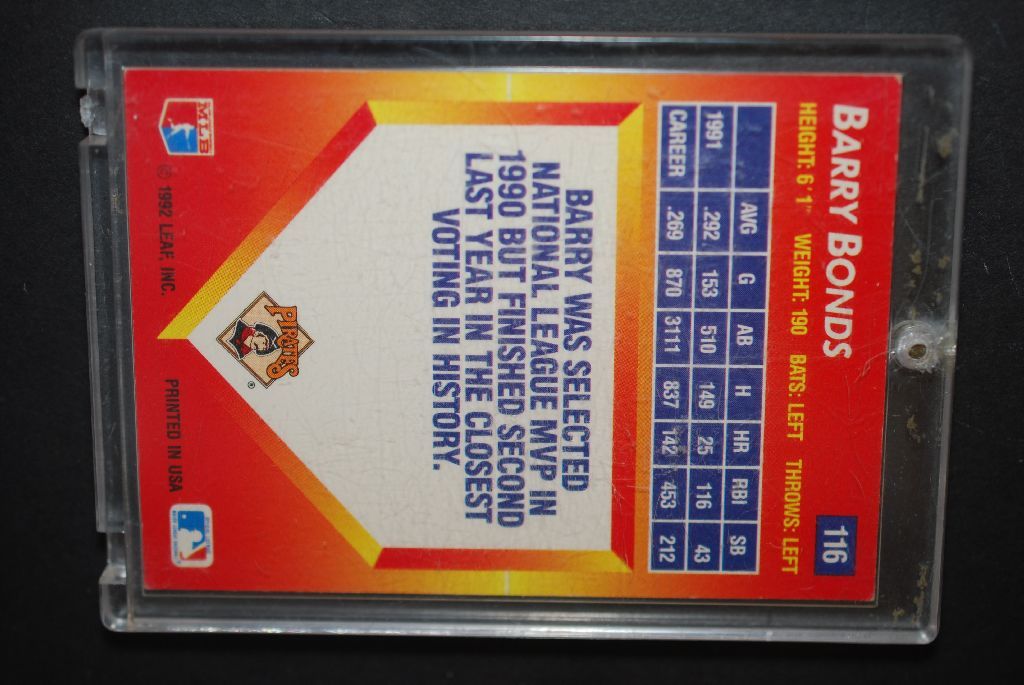 BARRY BONDS
116
HEIGHT: 6'1" WEIGHT: 190 BATS: LEFT THROWS: LEFT
AVG G AB H HR RBI SB
1991 .292 153 510 149 25 116 43
CAREER .269 870 3111 837 142 453 212
BARRY WAS SELECTED
NATIONAL LEAGUE MVP IN
1990 BUT FINISHED SECOND
LAST YEAR IN THE CLOSEST
VOTING IN HISTORY.
PIRATES
®
MLB
© 1992 LEAF, INC.
PRINTED IN USA